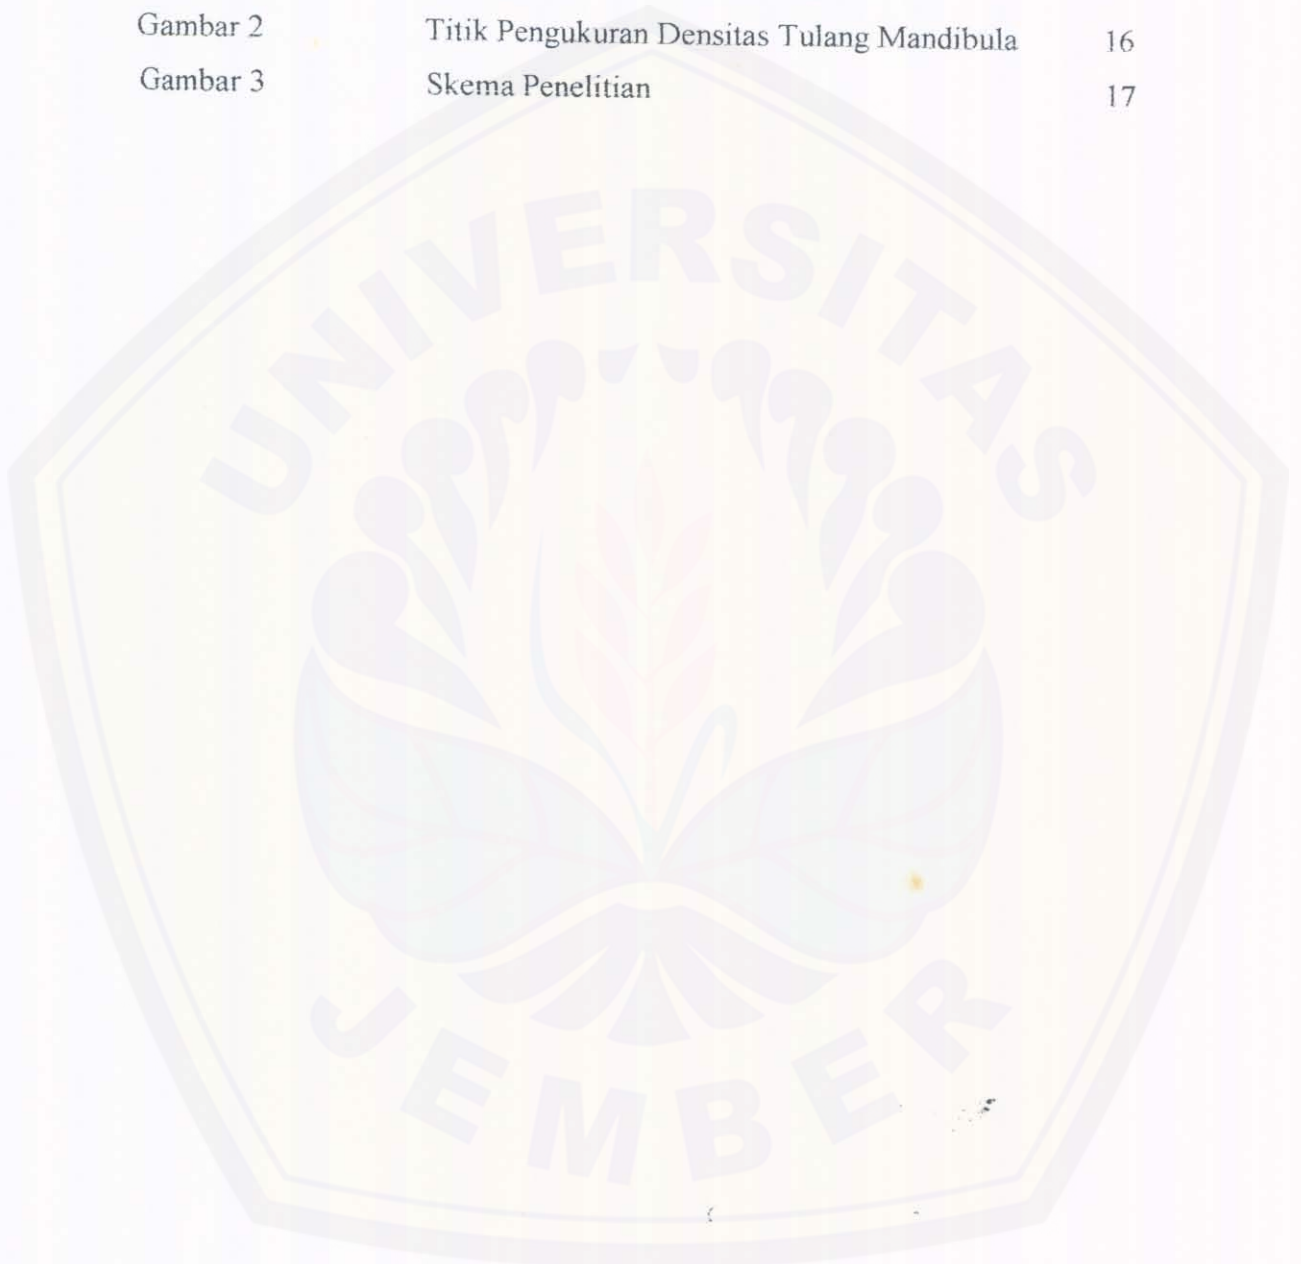 Gambar 2 Titik Pengukuran Densitas Tulang Mandibula 16
Gambar 3 Skema Penelitian 17
UNIVERSITAS
JEMBER